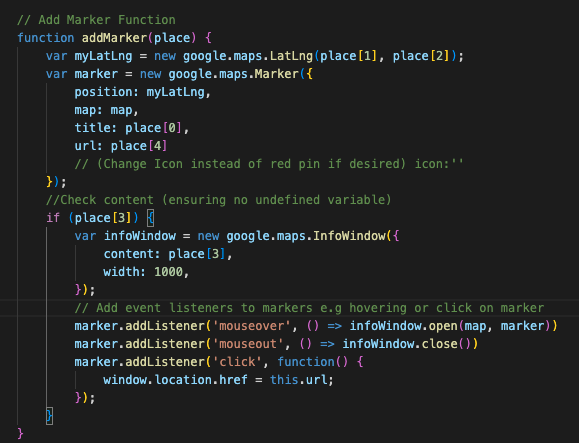 // Add Marker Function
function addMarker(place) {
    var myLatLng = new google.maps.LatLng(place[1], place[2]);
    var marker = new google.maps.Marker({
        position: myLatLng,
        map: map,
        title: place[0],
        url: place[4]
        // (Change Icon instead of red pin if desired) icon:''
    });
    //Check content (ensuring no undefined variable)
    if (place[3]) {
        var infoWindow = new google.maps.InfoWindow({
            content: place[3],
            width: 1000,
        });
        // Add event listeners to markers e.g hovering or click on marker
        marker.addListener('mouseover', () => infoWindow.open(map, marker))
        marker.addListener('mouseout', () => infoWindow.close())
        marker.addListener('click', function() {
            window.location.href = this.url;
        });
    }
}